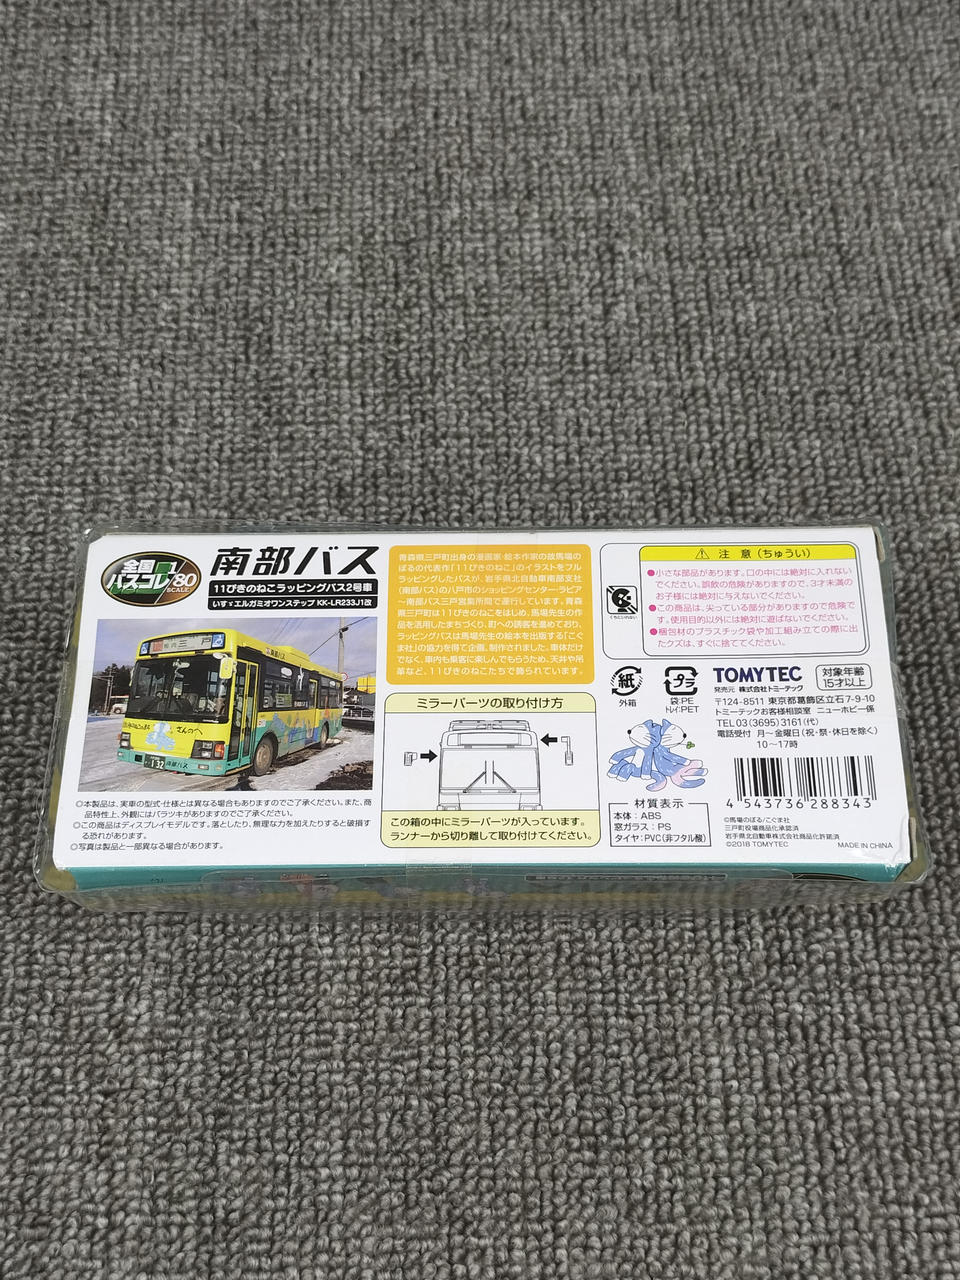 全国
バスコレ
80
SCALE
南部バス
11ぴきのねこラッピングバス2号車
いすゞエルガミオワンステップ KK-LR233J1改
三戸
さんのへ
南部バス
・132
◎本製品は、実車の型式・仕様とは異なる場合もありますのでご了承ください。また、商
品特性上、外観にはバラツキがありますのでご了承ください。
◎この商品はディスプレイモデルです。落としたり、無理な力を加えたりすると破損す
る恐れがあります。
◎写真は製品と一部異なる場合があります。
青森県三戸町出身の漫画家・絵本作家の故馬場の
ぼるの代表作「11ぴきのねこ」のイラストをフル
ラッピングしたバスが、岩手県北自動車南部支社
(南部バス)の八戸市のショッピングセンター・ラピア
～南部バス三戸営業所間で運行しています。青森
県三戸町は11ぴきのねこをはじめ、馬場先生の作
品を活用したまちづくり、町への誘客を進めており、
ラッピングバスは馬場先生の絵本を出版する「こぐ
ま社」の協力を得て企画、制作されました。車体だけ
でなく、車内も乗客に楽しんでもらうため、天井や吊
革など、11ぴきのねこたちで飾られています。
ミラーパーツの取り付け方
この箱の中にミラーパーツが入っています。
ランナーから切り離して取り付けてください。
くちにいれない
注意(ちゅうい)
●小さな部品があります。口の中には絶対に入れない
でください。誤飲の危険がありますので、3才未満の
お子様には絶対に与えないでください。
●この商品は、尖っている部分がありますので危険で
す。使用目的以外には絶対に遊ばないでください。
●梱包材のプラスチック袋や加工組み立ての際に出
たクズは、すぐに捨ててください。
紙
外箱
プラ
袋:PE
トレイ:PET
TOMYTEC
発売元 株式会社トミーテック
対象年齢
15才以上
〒124-8511 東京都葛飾区立石7-9-10
トミーテックお客様相談室 ニューホビー係
TEL 03(3695)3161(代)
電話受付 月～金曜日(祝・祭・休日を除く)
10～17時
材質表示
本体：ABS
窓ガラス：PS
タイヤ：PVC(非フタル酸)
4 543736 288343
©馬場のぼる/こぐま社
三戸町役場商品化承認済
岩手県北自動車株式会社商品化許諾済
©2018 TOMYTEC
MADE IN CHINA